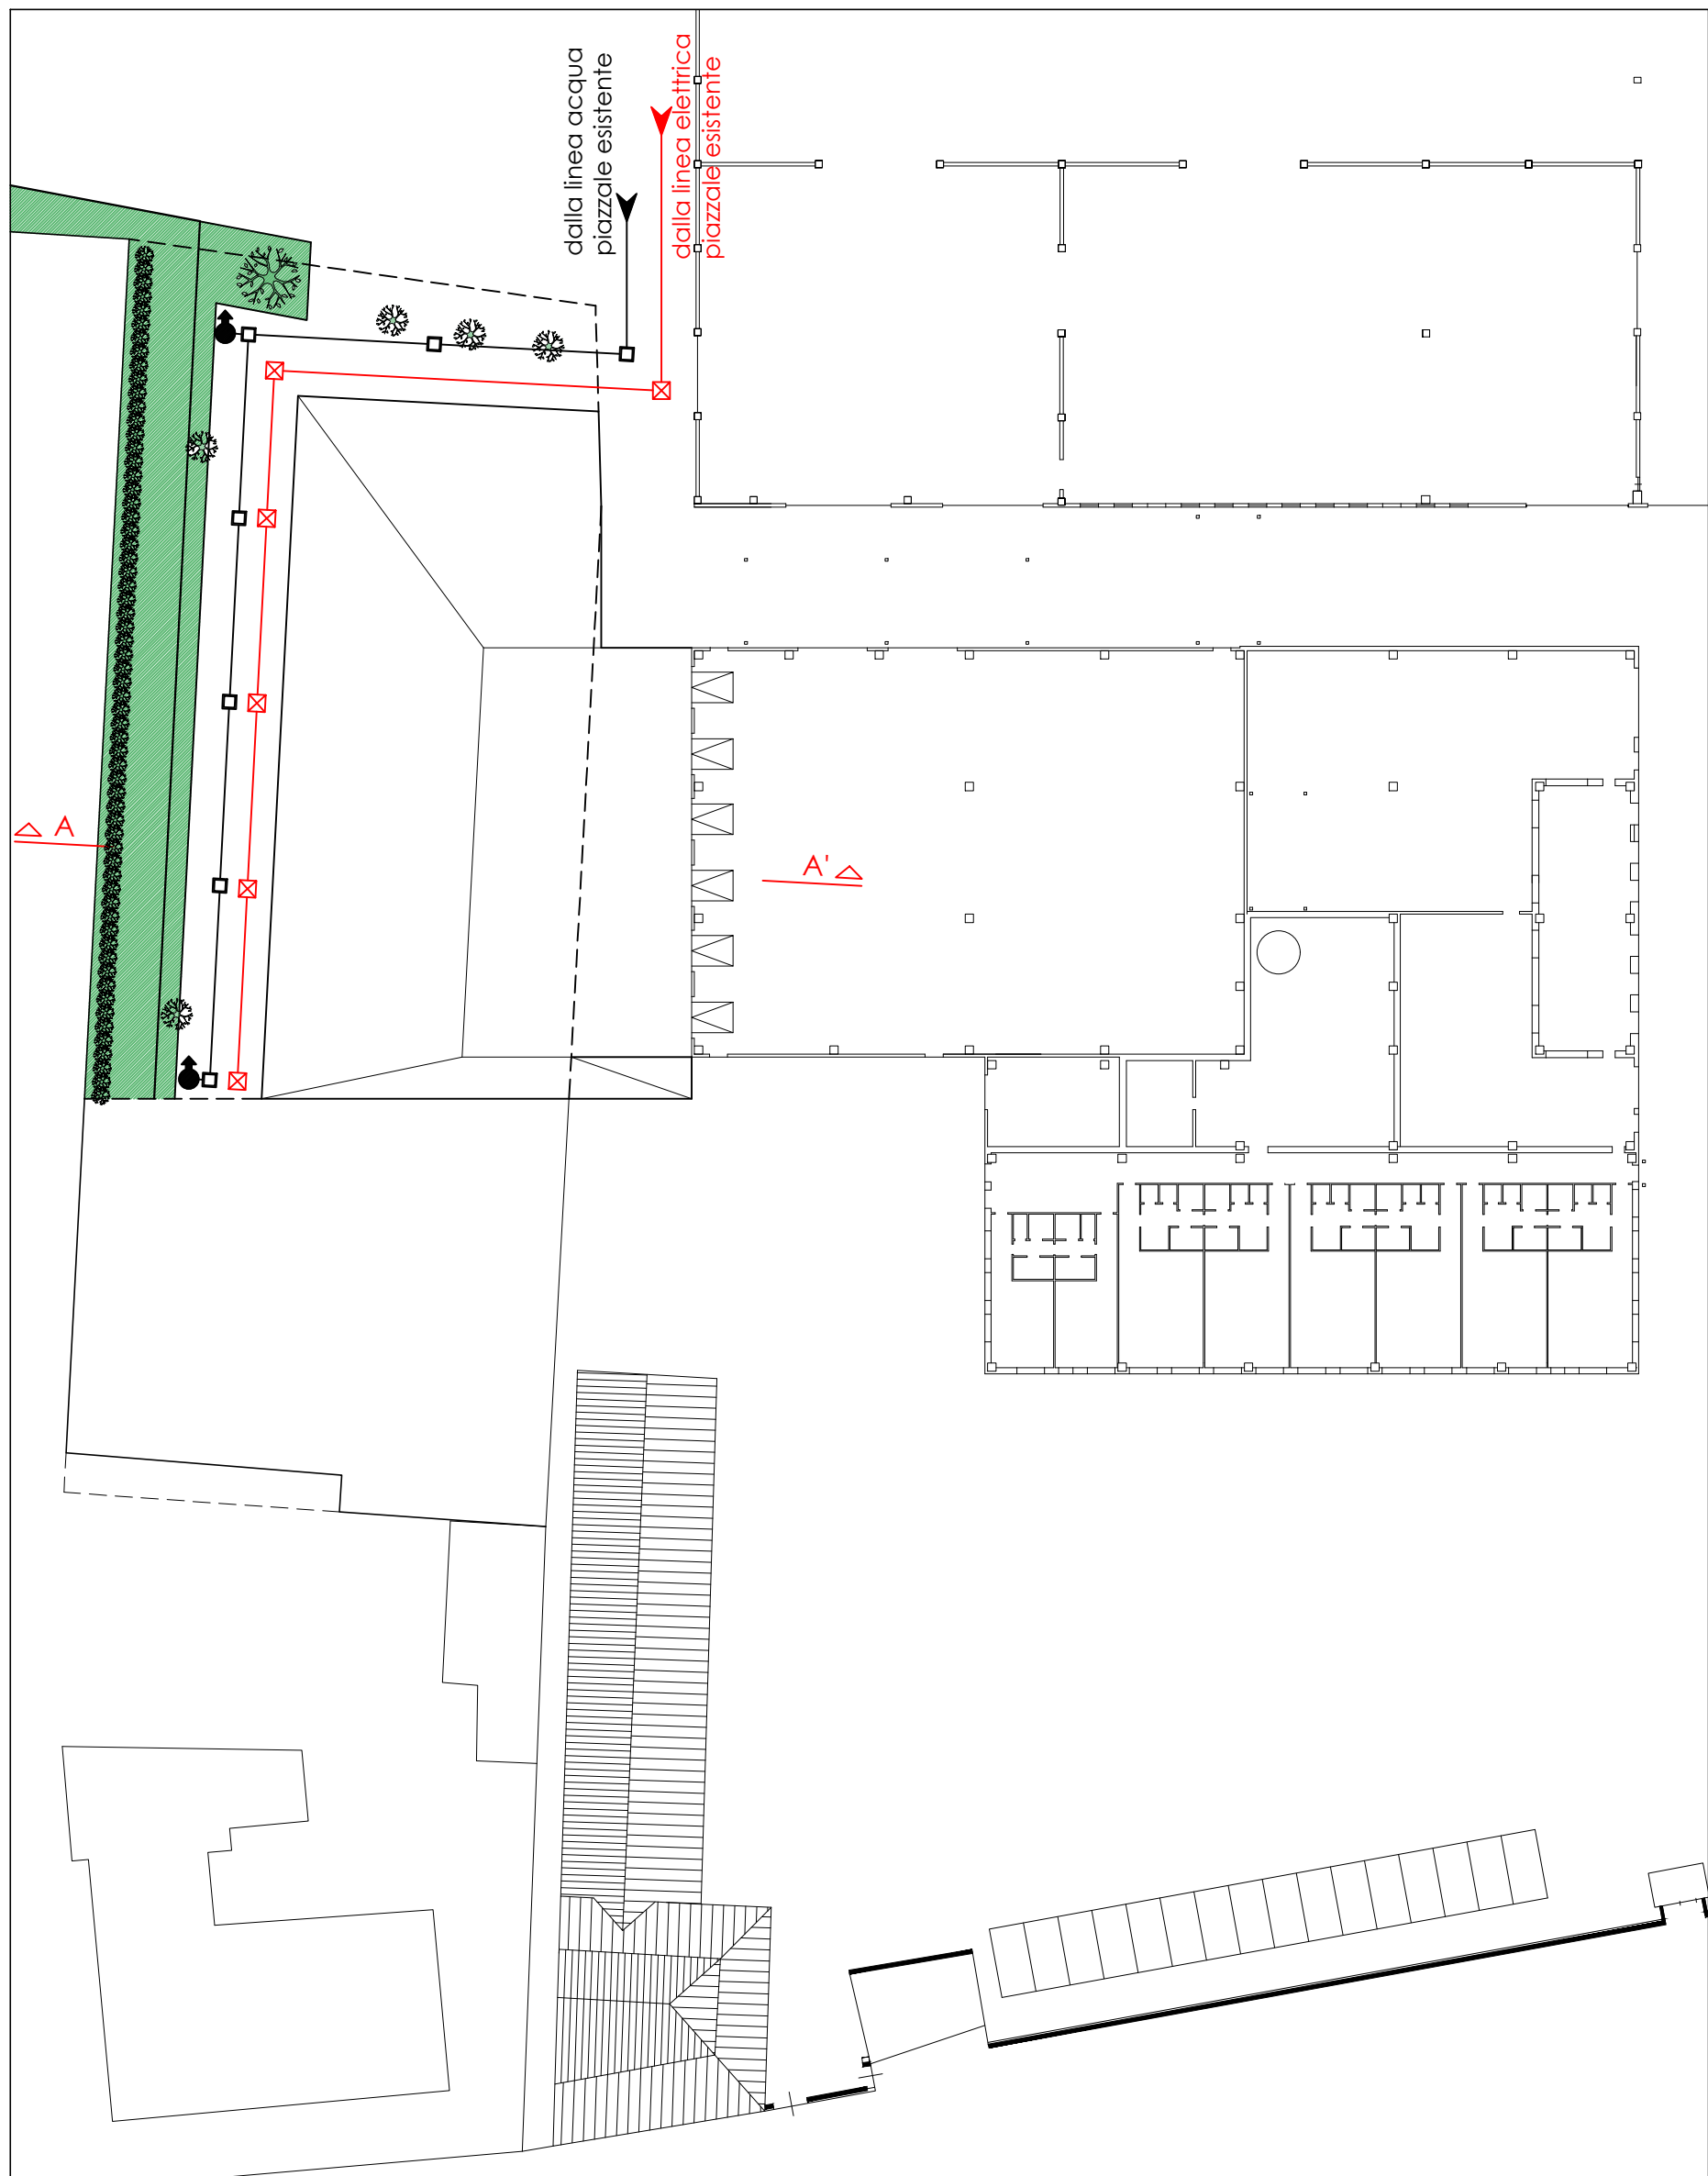 dalla linea acqua
piazzale esistente
dalla linea elettrica
piazzale esistente
A
A'